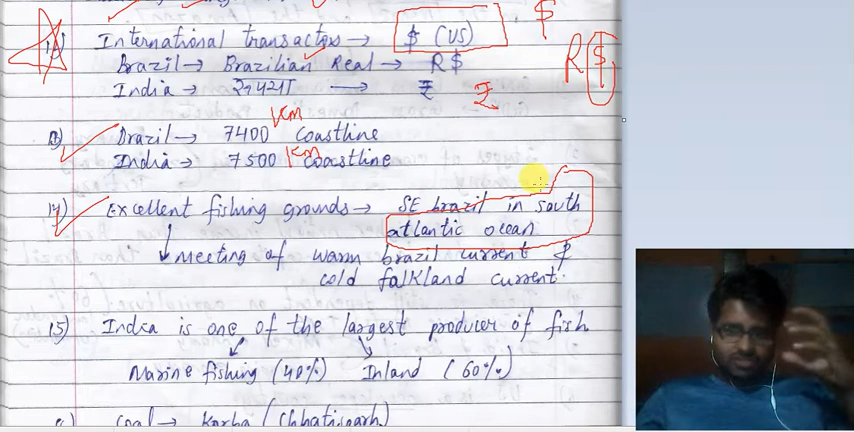 $
International transactors → $ (US)
Brazil → Brazilian Real → R$ R$
India → रुपया → ₹ ₹
Km
Brazil → 7400 Coastline
India → 7500 Km Coastline
14) Excellent fishing grounds → SE brazil in south
atlantic ocean
↓ Meeting of warm brazil current &
cold falkland current.
15) India is one of the largest producer of fish
Marine fishing (40%) Inland (60%)
Coal → Korba (Chhatisgarh)